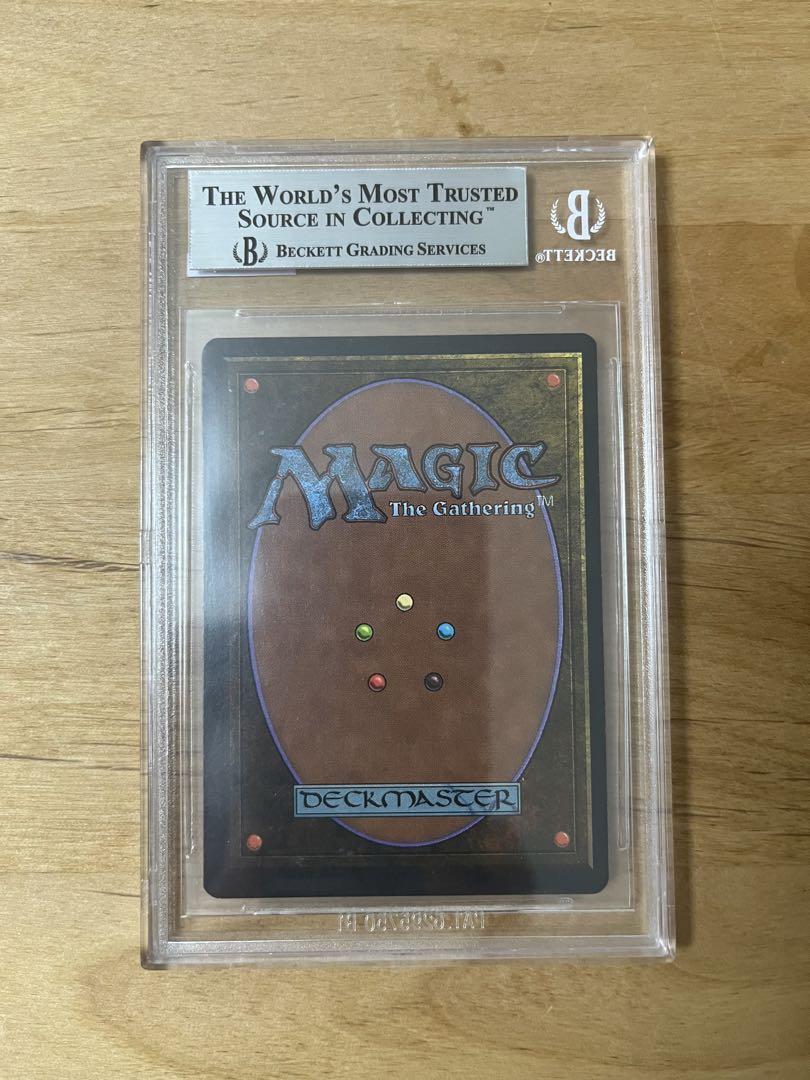 THE WORLD'S MOST TRUSTED
SOURCE IN COLLECTING™
B BECKETT GRADING SERVICES
B
BECKETT®
MAGIC
The Gathering™
DECKMASTER